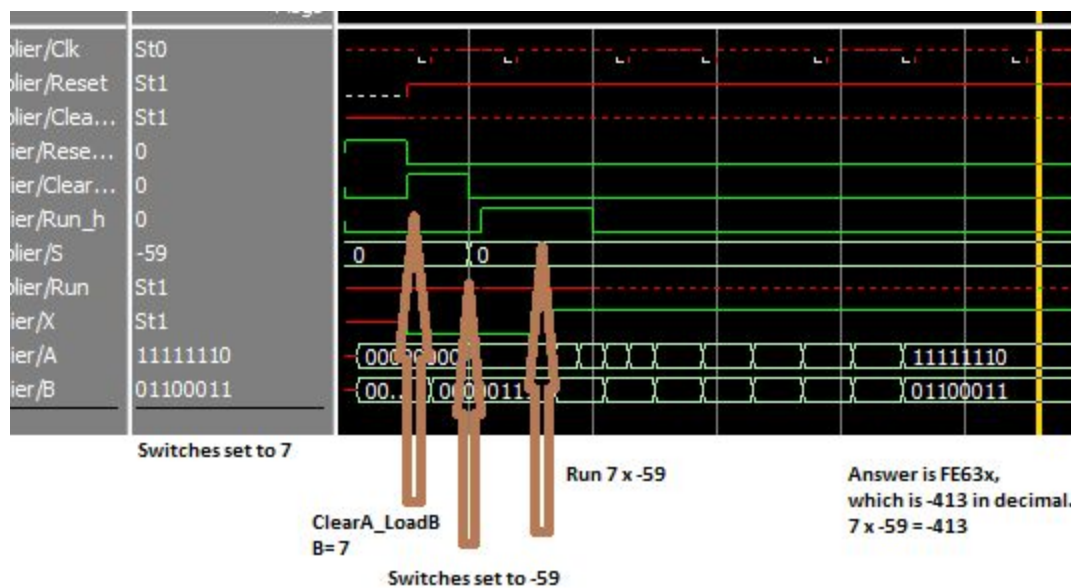 plier/Clk St0
plier/Reset St1
plier/Clea... St1
lier/Rese... 0
lier/Clear... 0
lier/Run_h 0
plier/S -59 0 0
plier/Run St1
lier/X St1
lier/A 11111110 00000000 11111110
lier/B 01100011 00... 01100011
Switches set to 7
Run 7 x -59
Answer is FE63x,
which is -413 in decimal.
7 x -59 = -413
ClearA_LoadB
B= 7
Switches set to -59